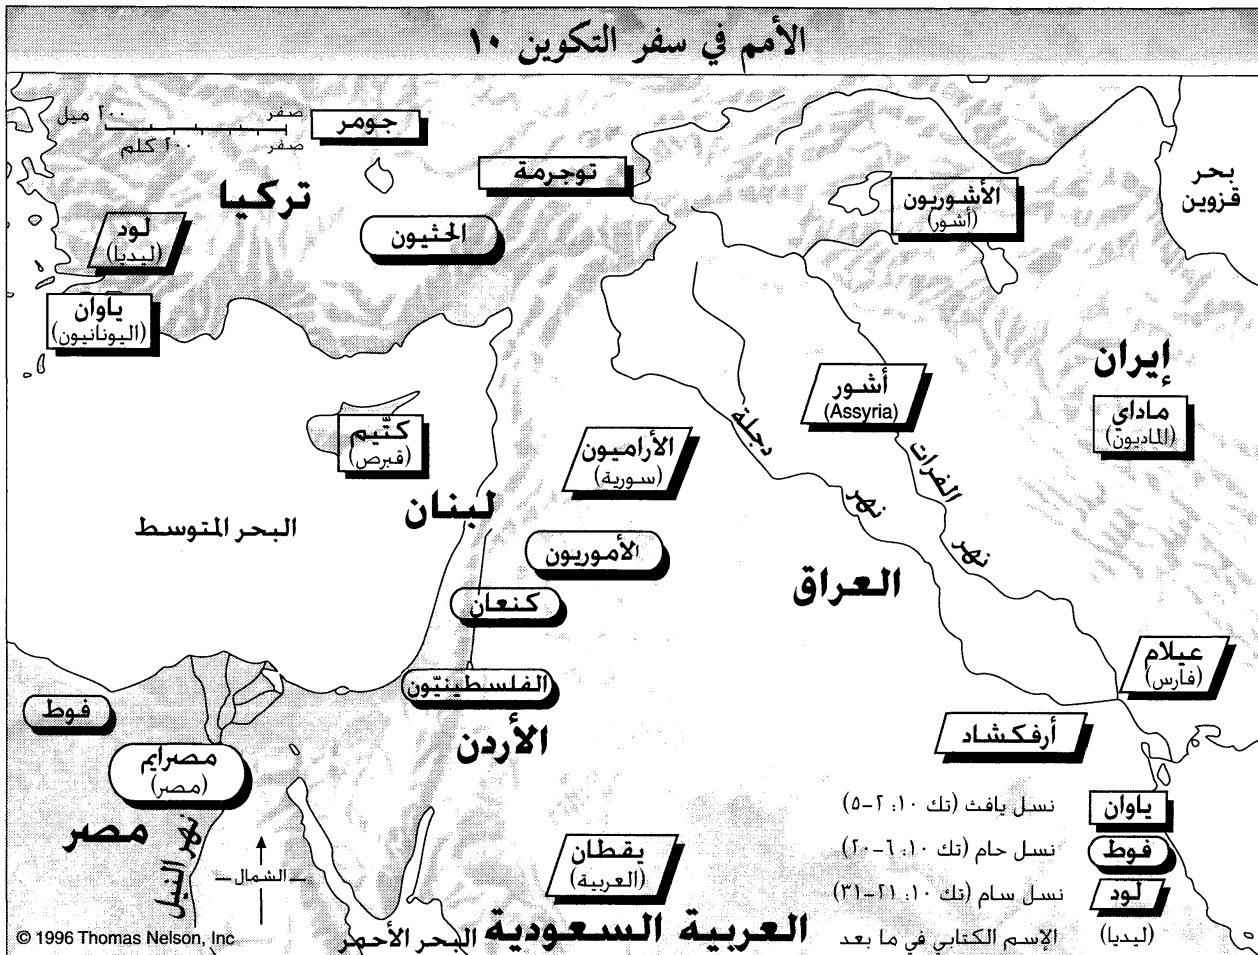 الأمم في سفر التكوين ١٠
صفر ٢٠٠ ميل
صفر ٢٠٠ كلم
جومر
توجرمة
تركيا
الحثيون
لود
(ليديا)
ياوان
(اليونانيون)
الأشوريون
(أشور)
بحر
قزوين
إيران
ماداي
(الماديون)
أشور
(Assyria)
دجلة
نهر
الفرات
نهر
كتّيم
(قبرص)
الأراميون
(سورية)
لبنان
البحر المتوسط
الأموريون
العراق
كنعان
عيلام
(فارس)
الفلسطينيّون
فوط
الأردن
أرفكشاد
مصرايم
(مصر)
مصر
نهر النيل
الشمال
يقطان
(العربية)
العربية السعودية
البحر الأحمر
ياوان نسل يافث (تك ١٠: ٢-٥)
فوط نسل حام (تك ١٠: ٦-٢٠)
لود نسل سام (تك ١٠: ٢١-٣١)
(ليديا) الإسم الكتابي في ما بعد
© 1996 Thomas Nelson, Inc